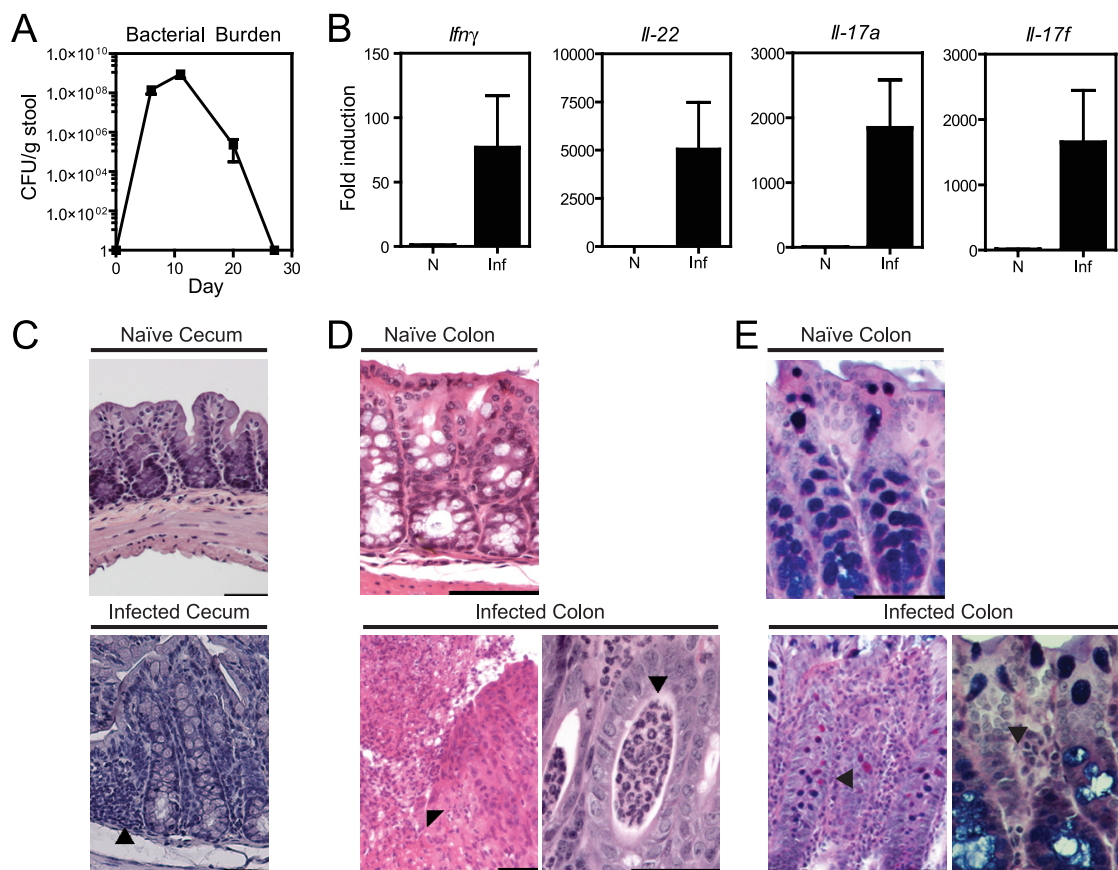 A
Bacterial Burden
1.0×10^10
1.0×10^08
1.0×10^06
1.0×10^04
1.0×10^02
1
0 10 20 30
CFU/g stool
Day
B
Ifnγ
Il-22
Il-17a
Il-17f
Fold induction
150
100
50
0
N Inf
10000
7500
5000
2500
0
N Inf
3000
2000
1000
0
N Inf
3000
2000
1000
0
N Inf
C
Naïve Cecum
Infected Cecum
D
Naïve Colon
Infected Colon
E
Naïve Colon
Infected Colon